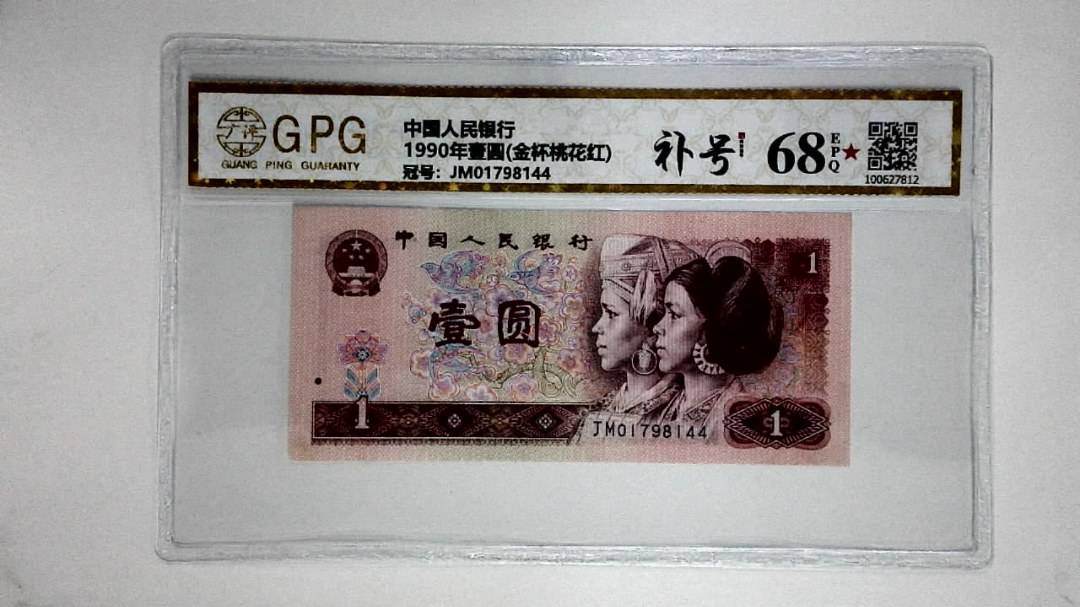 GPG
GUANG PING GUARANTY
中国人民银行
1990年壹圆(金杯桃花红)
冠号: JM01798144
补号
68
EPQ
100627812
中国人民银行
1
壹圆
1
JM01798144
1